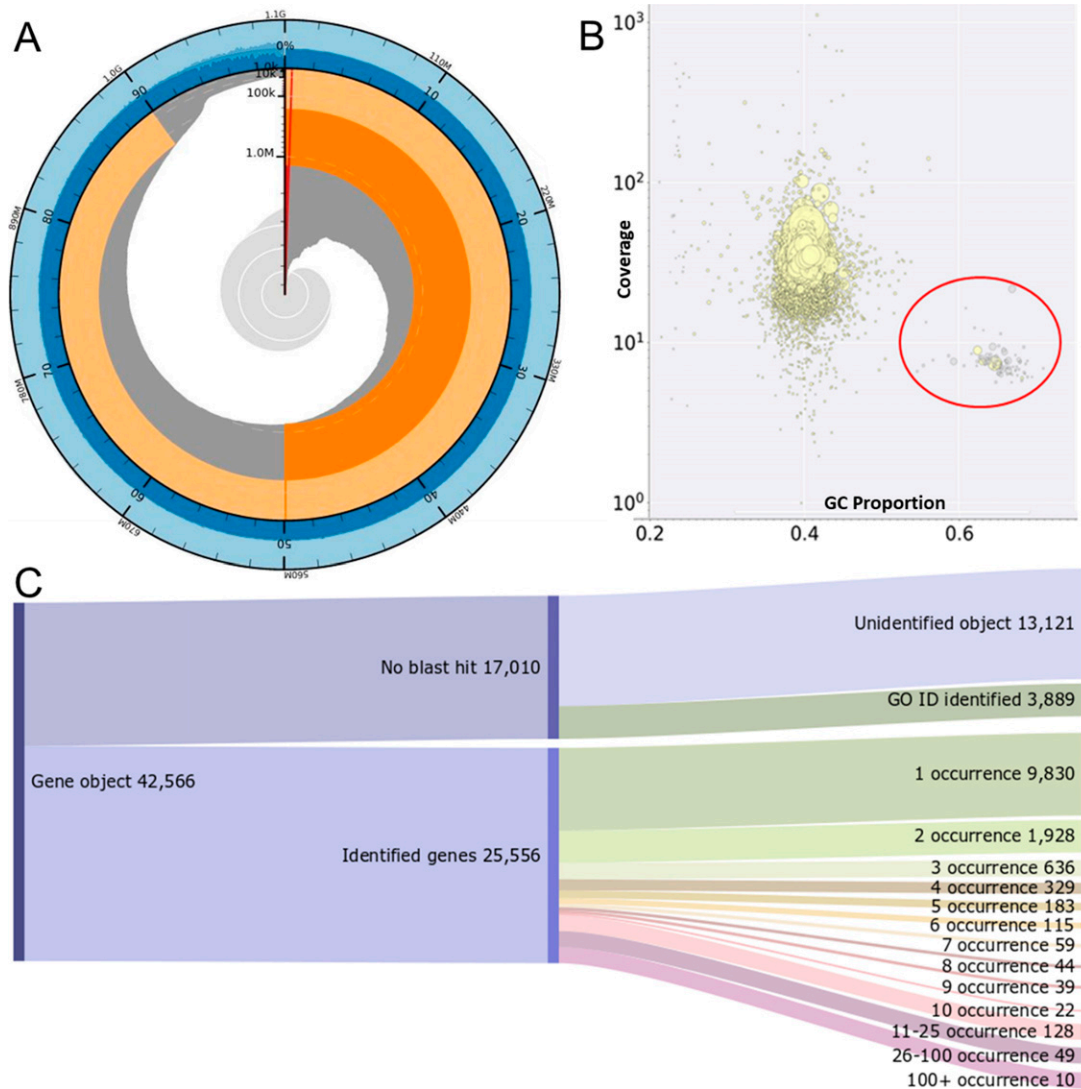 A
1.1G
0%
1.0k
10k
100k
1.0M
110M
10
220M
20
330M
30
440M
40
560M
50
670M
60
780M
70
890M
80
1.0G
90
B
10³
10²
10¹
10⁰
Coverage
GC Proportion
0.2
0.4
0.6
C
Gene object 42,566
No blast hit 17,010
Identified genes 25,556
Unidentified object 13,121
GO ID identified 3,889
1 occurrence 9,830
2 occurrence 1,928
3 occurrence 636
4 occurrence 329
5 occurrence 183
6 occurrence 115
7 occurrence 59
8 occurrence 44
9 occurrence 39
10 occurrence 22
11-25 occurrence 128
26-100 occurrence 49
100+ occurrence 10